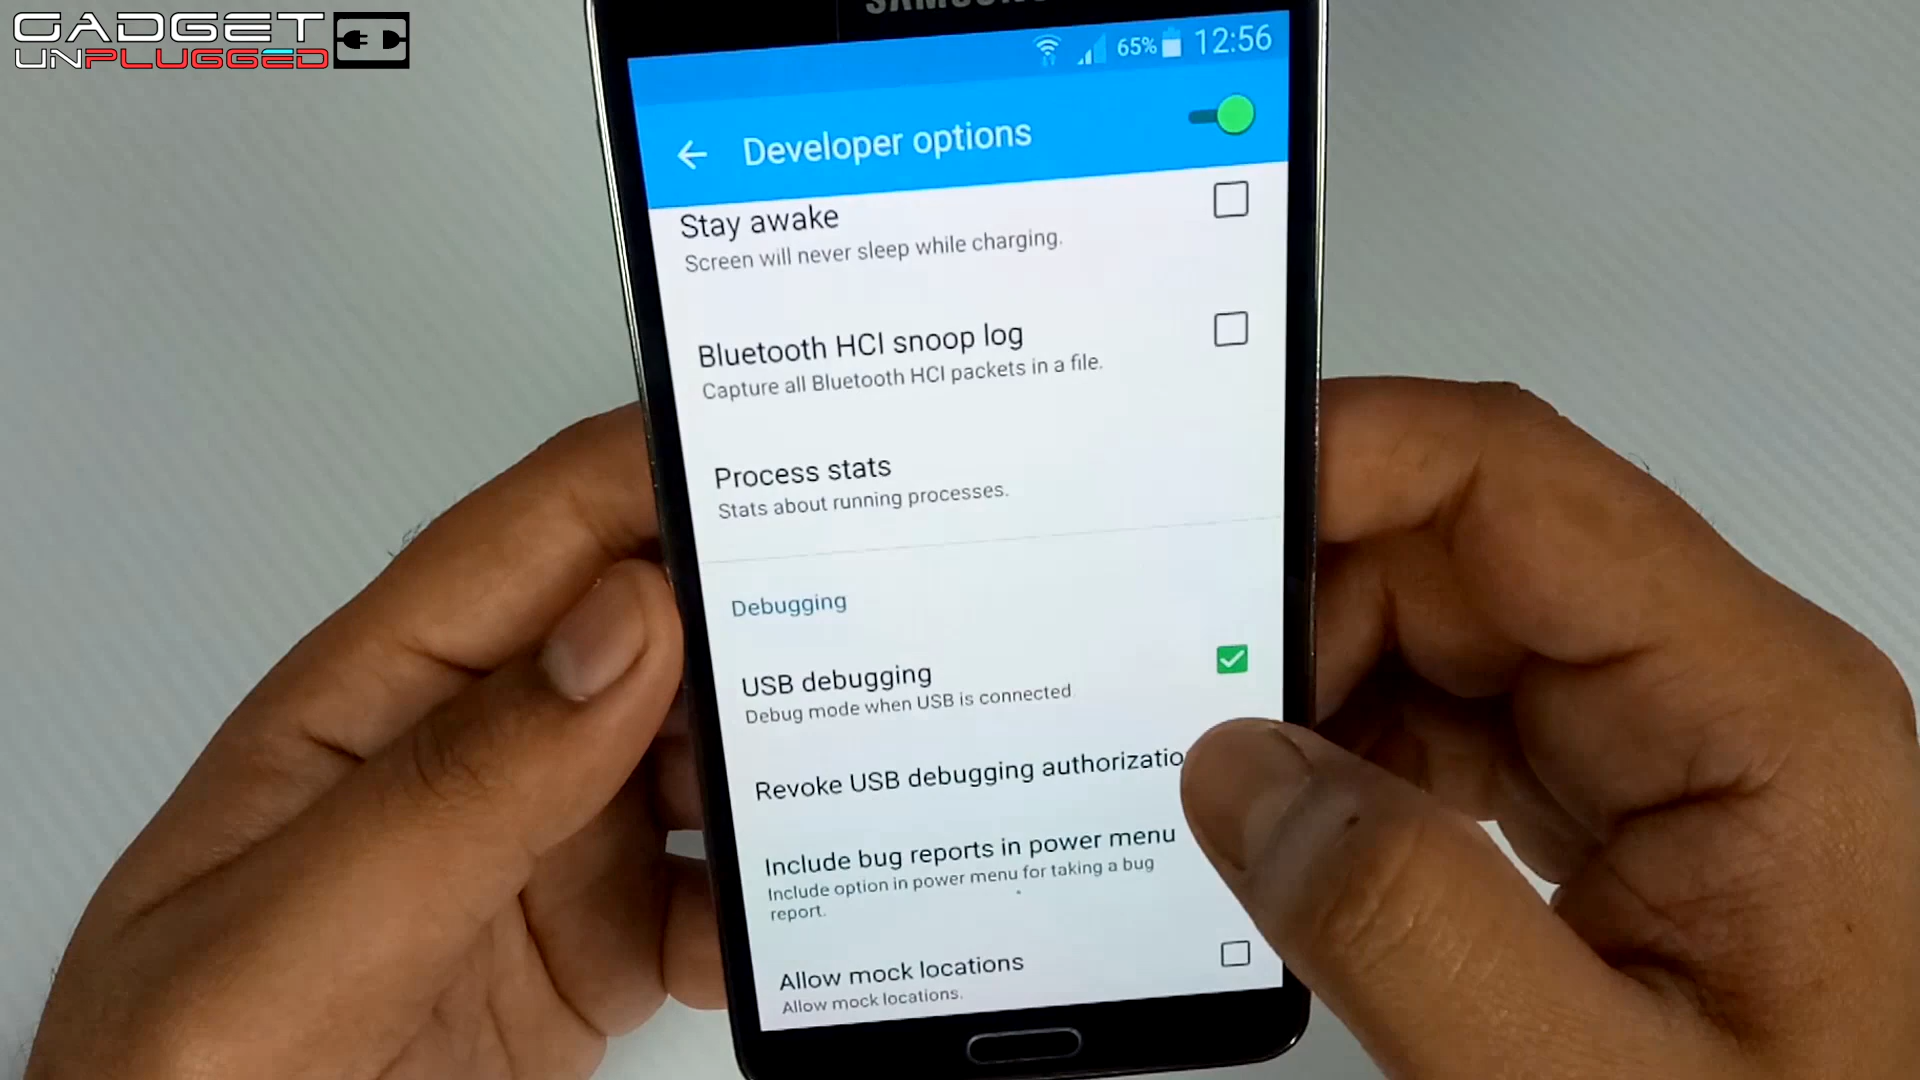 GADGET
UNPLUGGED
SAMSUNG
65% 12:56
Developer options
Stay awake
Screen will never sleep while charging.
Bluetooth HCI snoop log
Capture all Bluetooth HCI packets in a file.
Process stats
Stats about running processes.
Debugging
USB debugging
Debug mode when USB is connected.
Revoke USB debugging authorizatio
Include bug reports in power menu
Include option in power menu for taking a bug
report.
Allow mock locations
Allow mock locations.